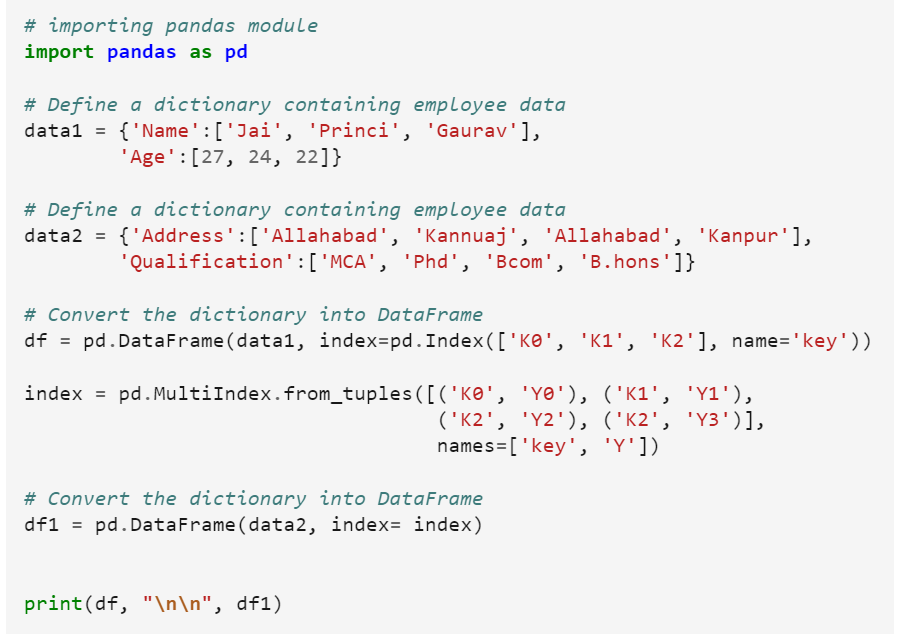 # importing pandas module
import pandas as pd
# Define a dictionary containing employee data
data1 = {'Name':['Jai', 'Princi', 'Gaurav'],
        'Age':[27, 24, 22]}
# Define a dictionary containing employee data
data2 = {'Address':['Allahabad', 'Kannuaj', 'Allahabad', 'Kanpur'],
        'Qualification':['MCA', 'Phd', 'Bcom', 'B.hons']}
# Convert the dictionary into DataFrame
df = pd.DataFrame(data1, index=pd.Index(['K0', 'K1', 'K2'], name='key'))
index = pd.MultiIndex.from_tuples([('K0', 'Y0'), ('K1', 'Y1'),
                                   ('K2', 'Y2'), ('K2', 'Y3')],
                                   names=['key', 'Y'])
# Convert the dictionary into DataFrame
df1 = pd.DataFrame(data2, index= index)
print(df, "\n\n", df1)